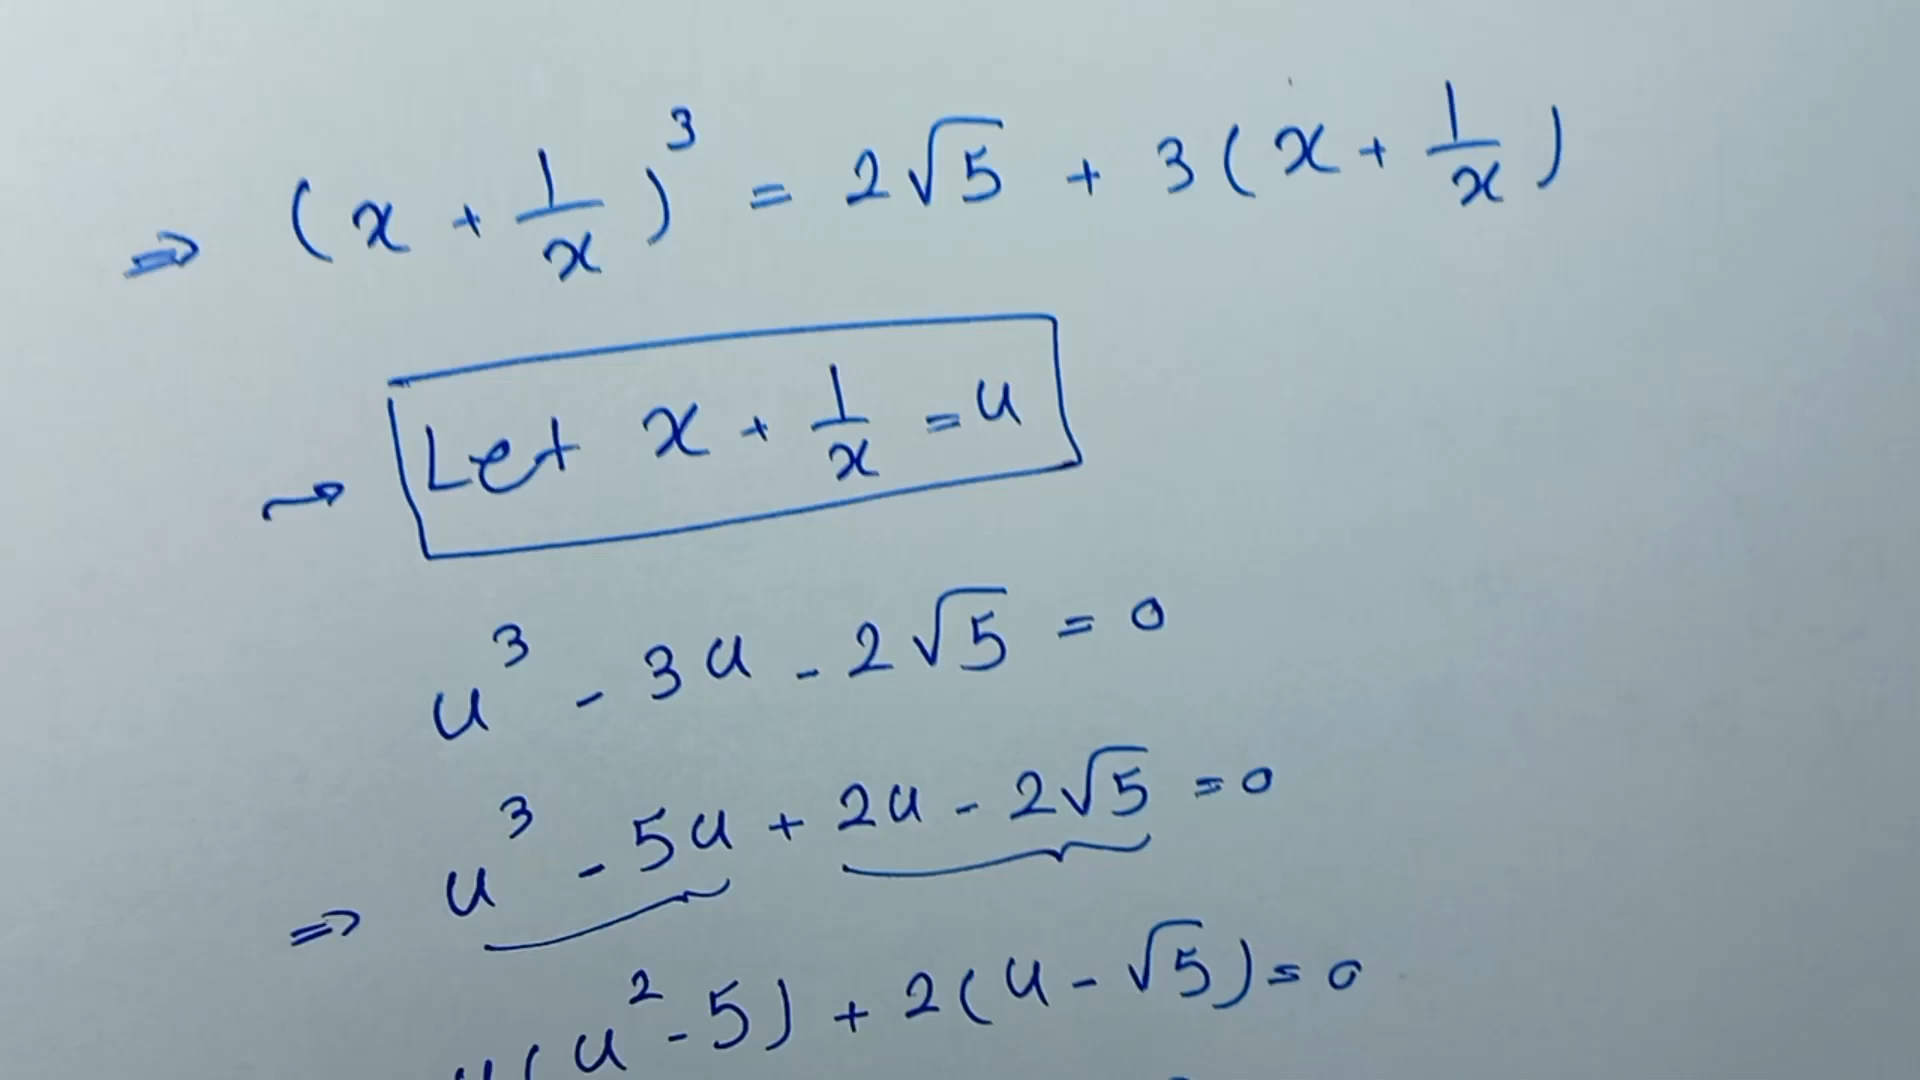 ⇒ (x + 1/x)³ = 2√5 + 3(x + 1/x)
⇝ Let x + 1/x = u
u³ - 3u - 2√5 = 0
⇒ u³ - 5u + 2u - 2√5 = 0
u(u² - 5) + 2(u - √5) = 0